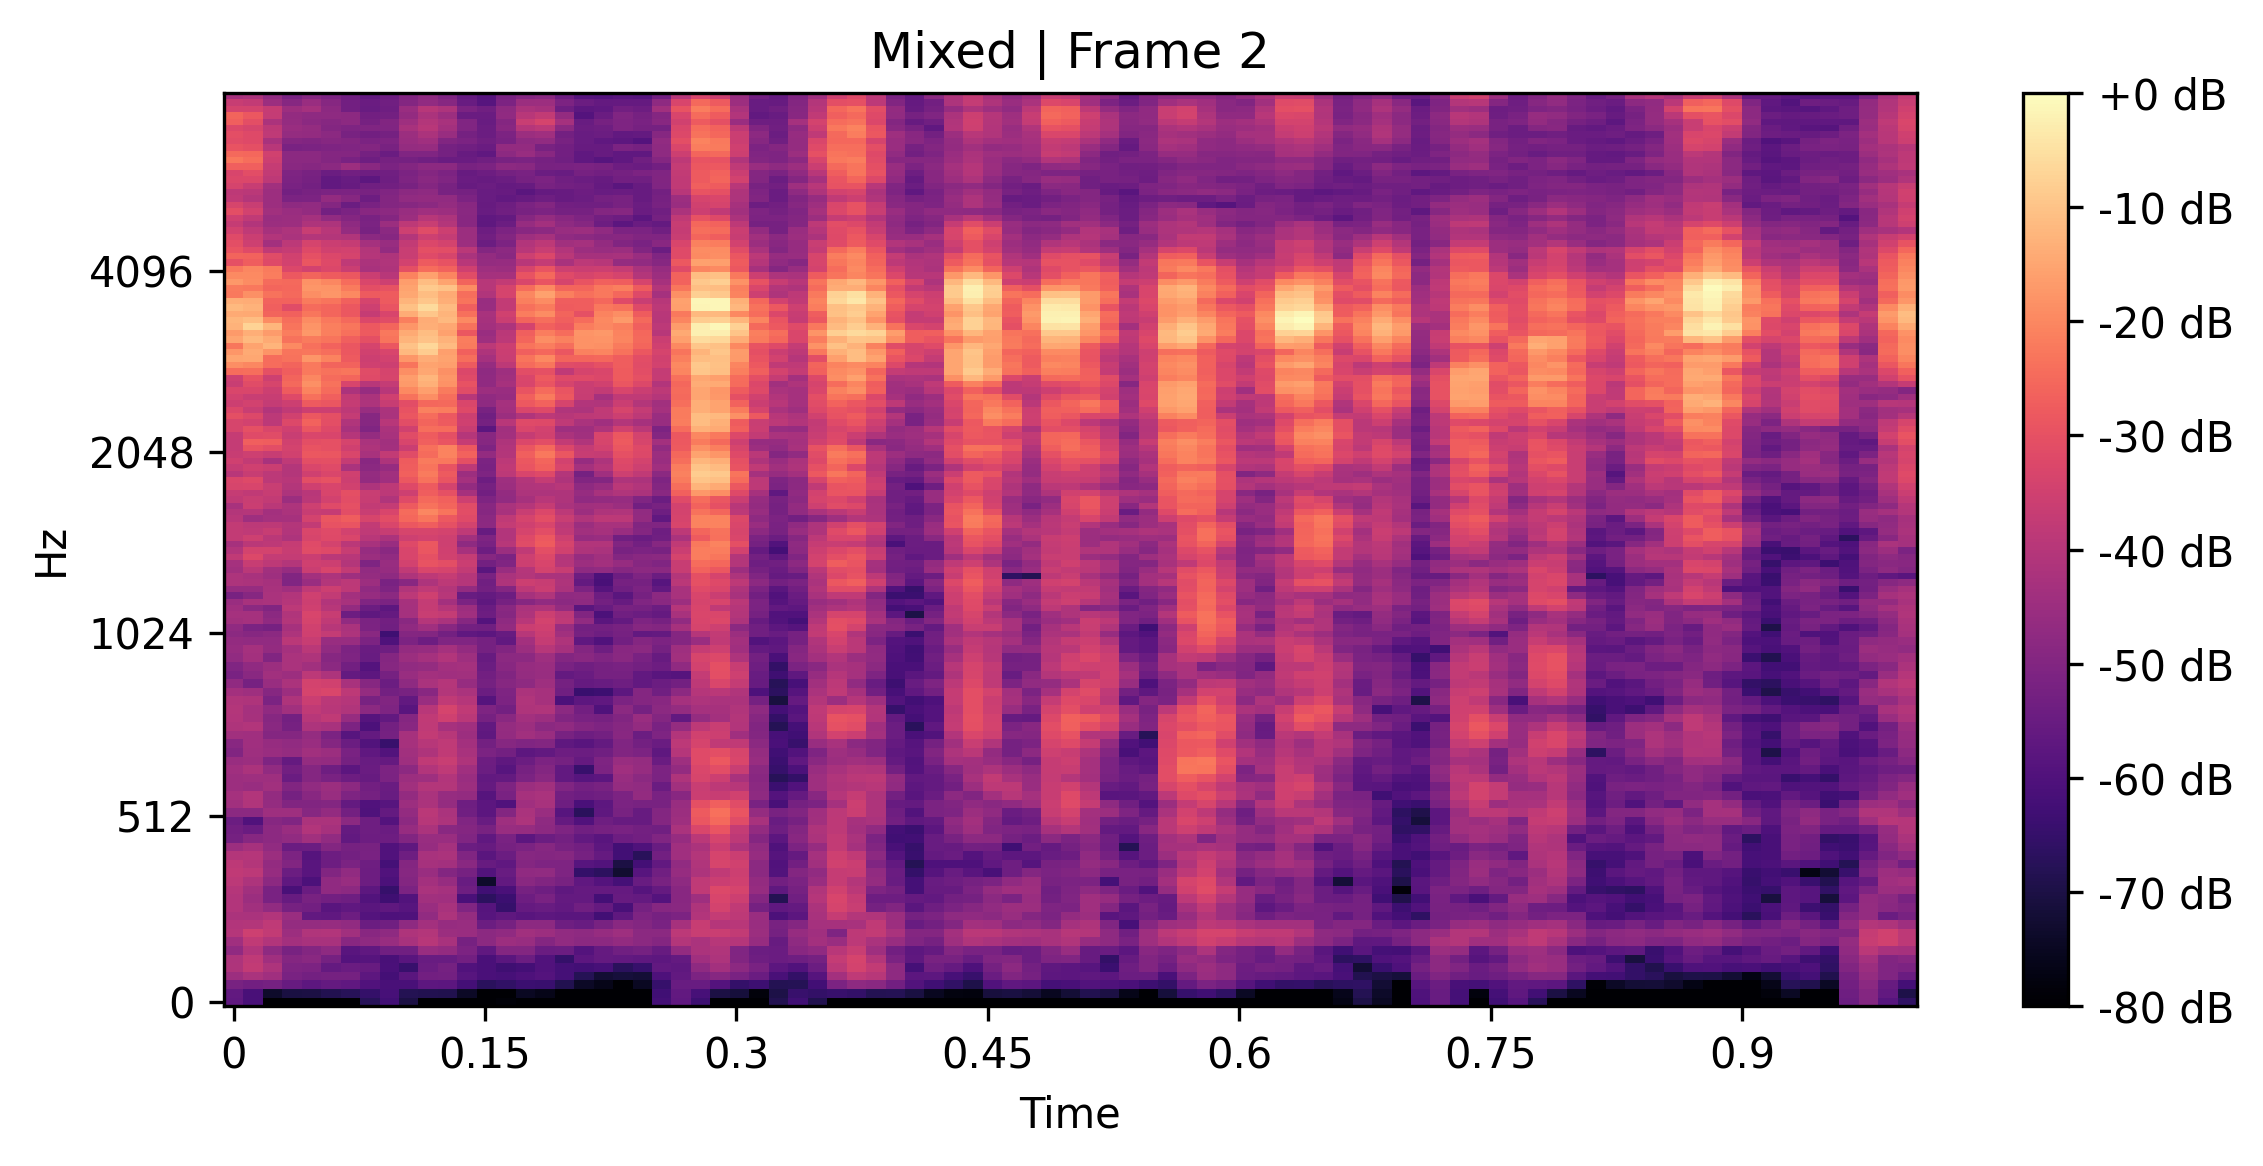 Mixed | Frame 2
+0 dB
-10 dB
-20 dB
-30 dB
-40 dB
-50 dB
-60 dB
-70 dB
-80 dB
Hz
4096
2048
1024
512
0
0 0.15 0.3 0.45 0.6 0.75 0.9
Time